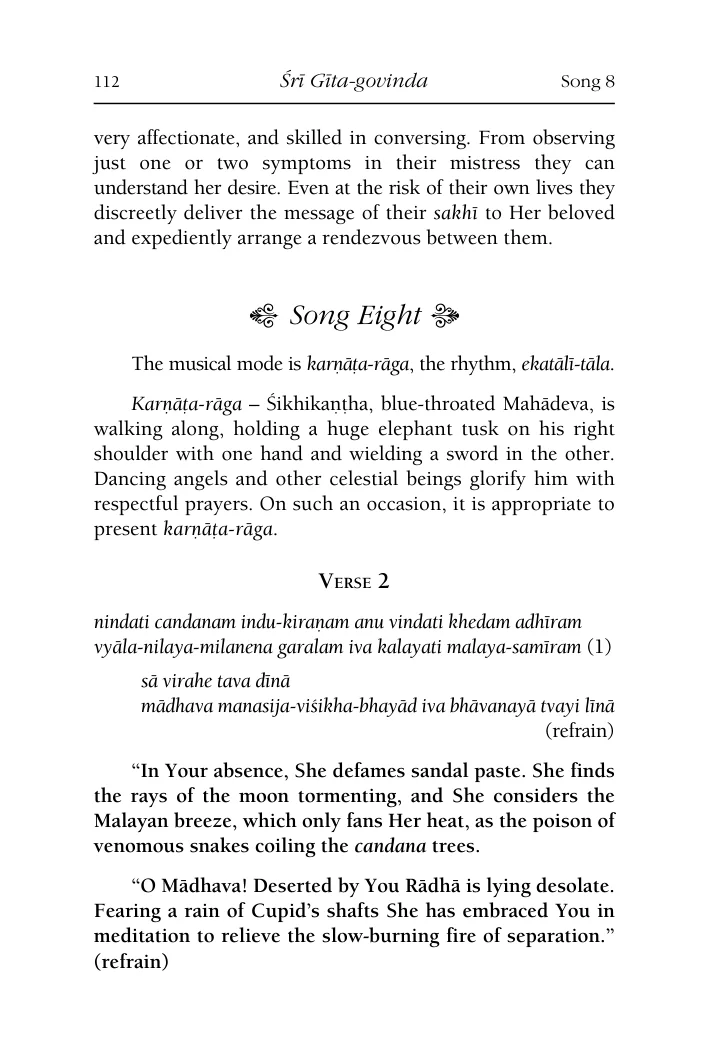 112 Śrī Gīta-govinda Song 8
very affectionate, and skilled in conversing. From observing
just one or two symptoms in their mistress they can
understand her desire. Even at the risk of their own lives they
discreetly deliver the message of their sakhī to Her beloved
and expediently arrange a rendezvous between them.
Song Eight
The musical mode is karṇāṭa-rāga, the rhythm, ekatālī-tāla.
Karṇāṭa-rāga – Śikhikaṇṭha, blue-throated Mahādeva, is
walking along, holding a huge elephant tusk on his right
shoulder with one hand and wielding a sword in the other.
Dancing angels and other celestial beings glorify him with
respectful prayers. On such an occasion, it is appropriate to
present karṇāṭa-rāga.
Verse 2
nindati candanam indu-kiraṇam anu vindati khedam adhīram
vyāla-nilaya-milanena garalam iva kalayati malaya-samīram (1)
sā virahe tava dīnā
mādhava manasija-viśikha-bhayād iva bhāvanayā tvayi līnā
(refrain)
“In Your absence, She defames sandal paste. She finds
the rays of the moon tormenting, and She considers the
Malayan breeze, which only fans Her heat, as the poison of
venomous snakes coiling the candana trees.
“O Mādhava! Deserted by You Rādhā is lying desolate.
Fearing a rain of Cupid’s shafts She has embraced You in
meditation to relieve the slow-burning fire of separation.”
(refrain)